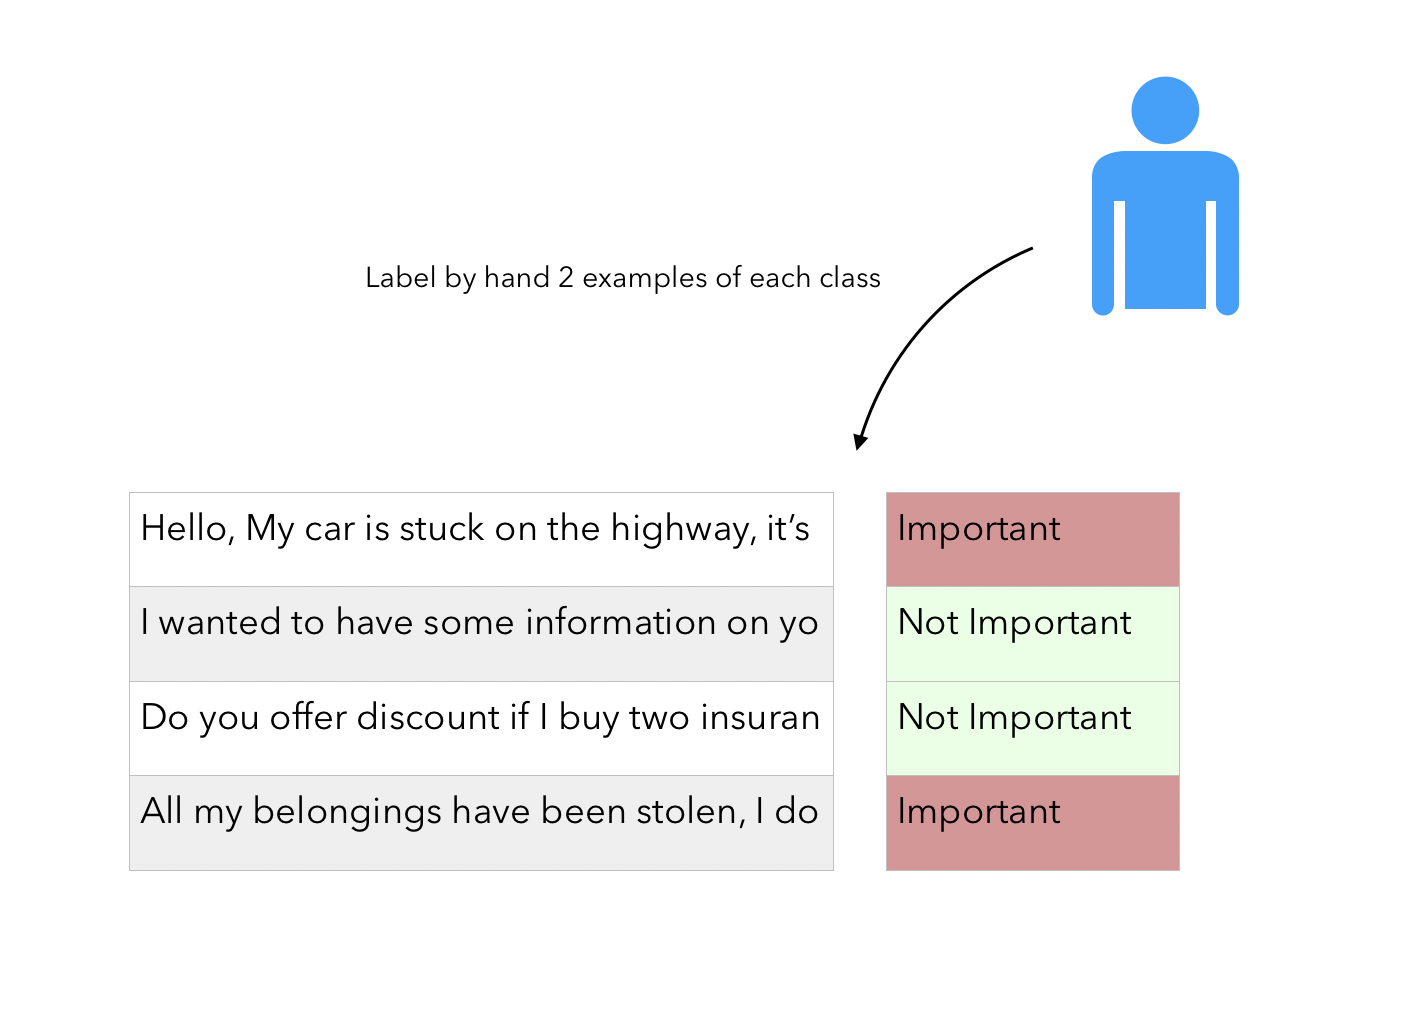 Label by hand 2 examples of each class
Hello, My car is stuck on the highway, it’s
Important
I wanted to have some information on yo
Not Important
Do you offer discount if I buy two insuran
Not Important
All my belongings have been stolen, I do
Important